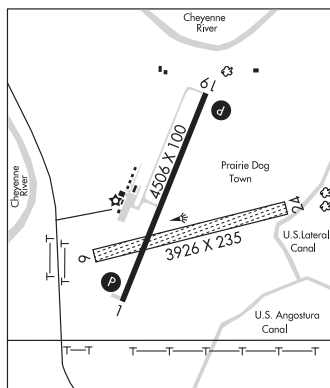 Cheyenne
River
19
P
4506 X 100
Prairie Dog
Town
Cheyenne
River
24
3926 X 235
U.S.Lateral
Canal
6
P
1
U.S. Angostura
Canal